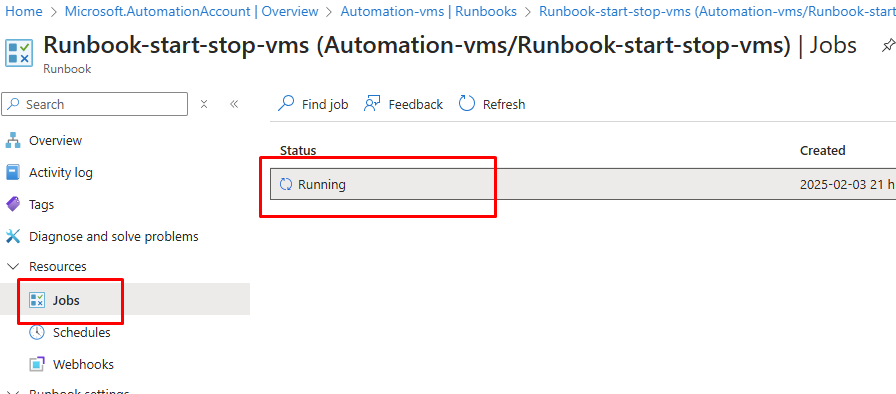 Home > Microsoft.AutomationAccount | Overview > Automation-vms | Runbooks > Runbook-start-stop-vms (Automation-vms/Runbook-start
Runbook-start-stop-vms (Automation-vms/Runbook-start-stop-vms) | Jobs
Runbook
Search
Find job
Feedback
Refresh
Overview
Activity log
Tags
Diagnose and solve problems
Resources
Jobs
Schedules
Webhooks
Runbook settings
Status
Created
Running
2025-02-03 21 h